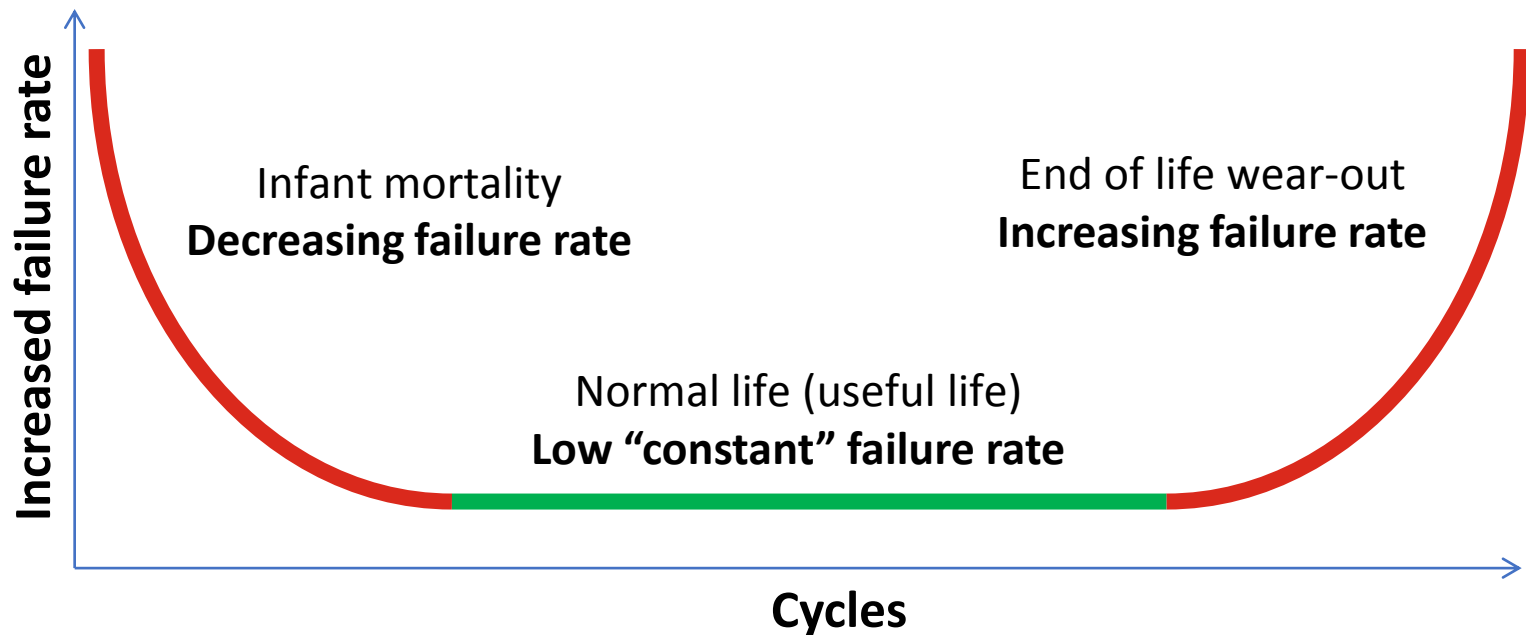 Increased failure rate
Infant mortality
Decreasing failure rate
End of life wear-out
Increasing failure rate
Normal life (useful life)
Low “constant” failure rate
Cycles